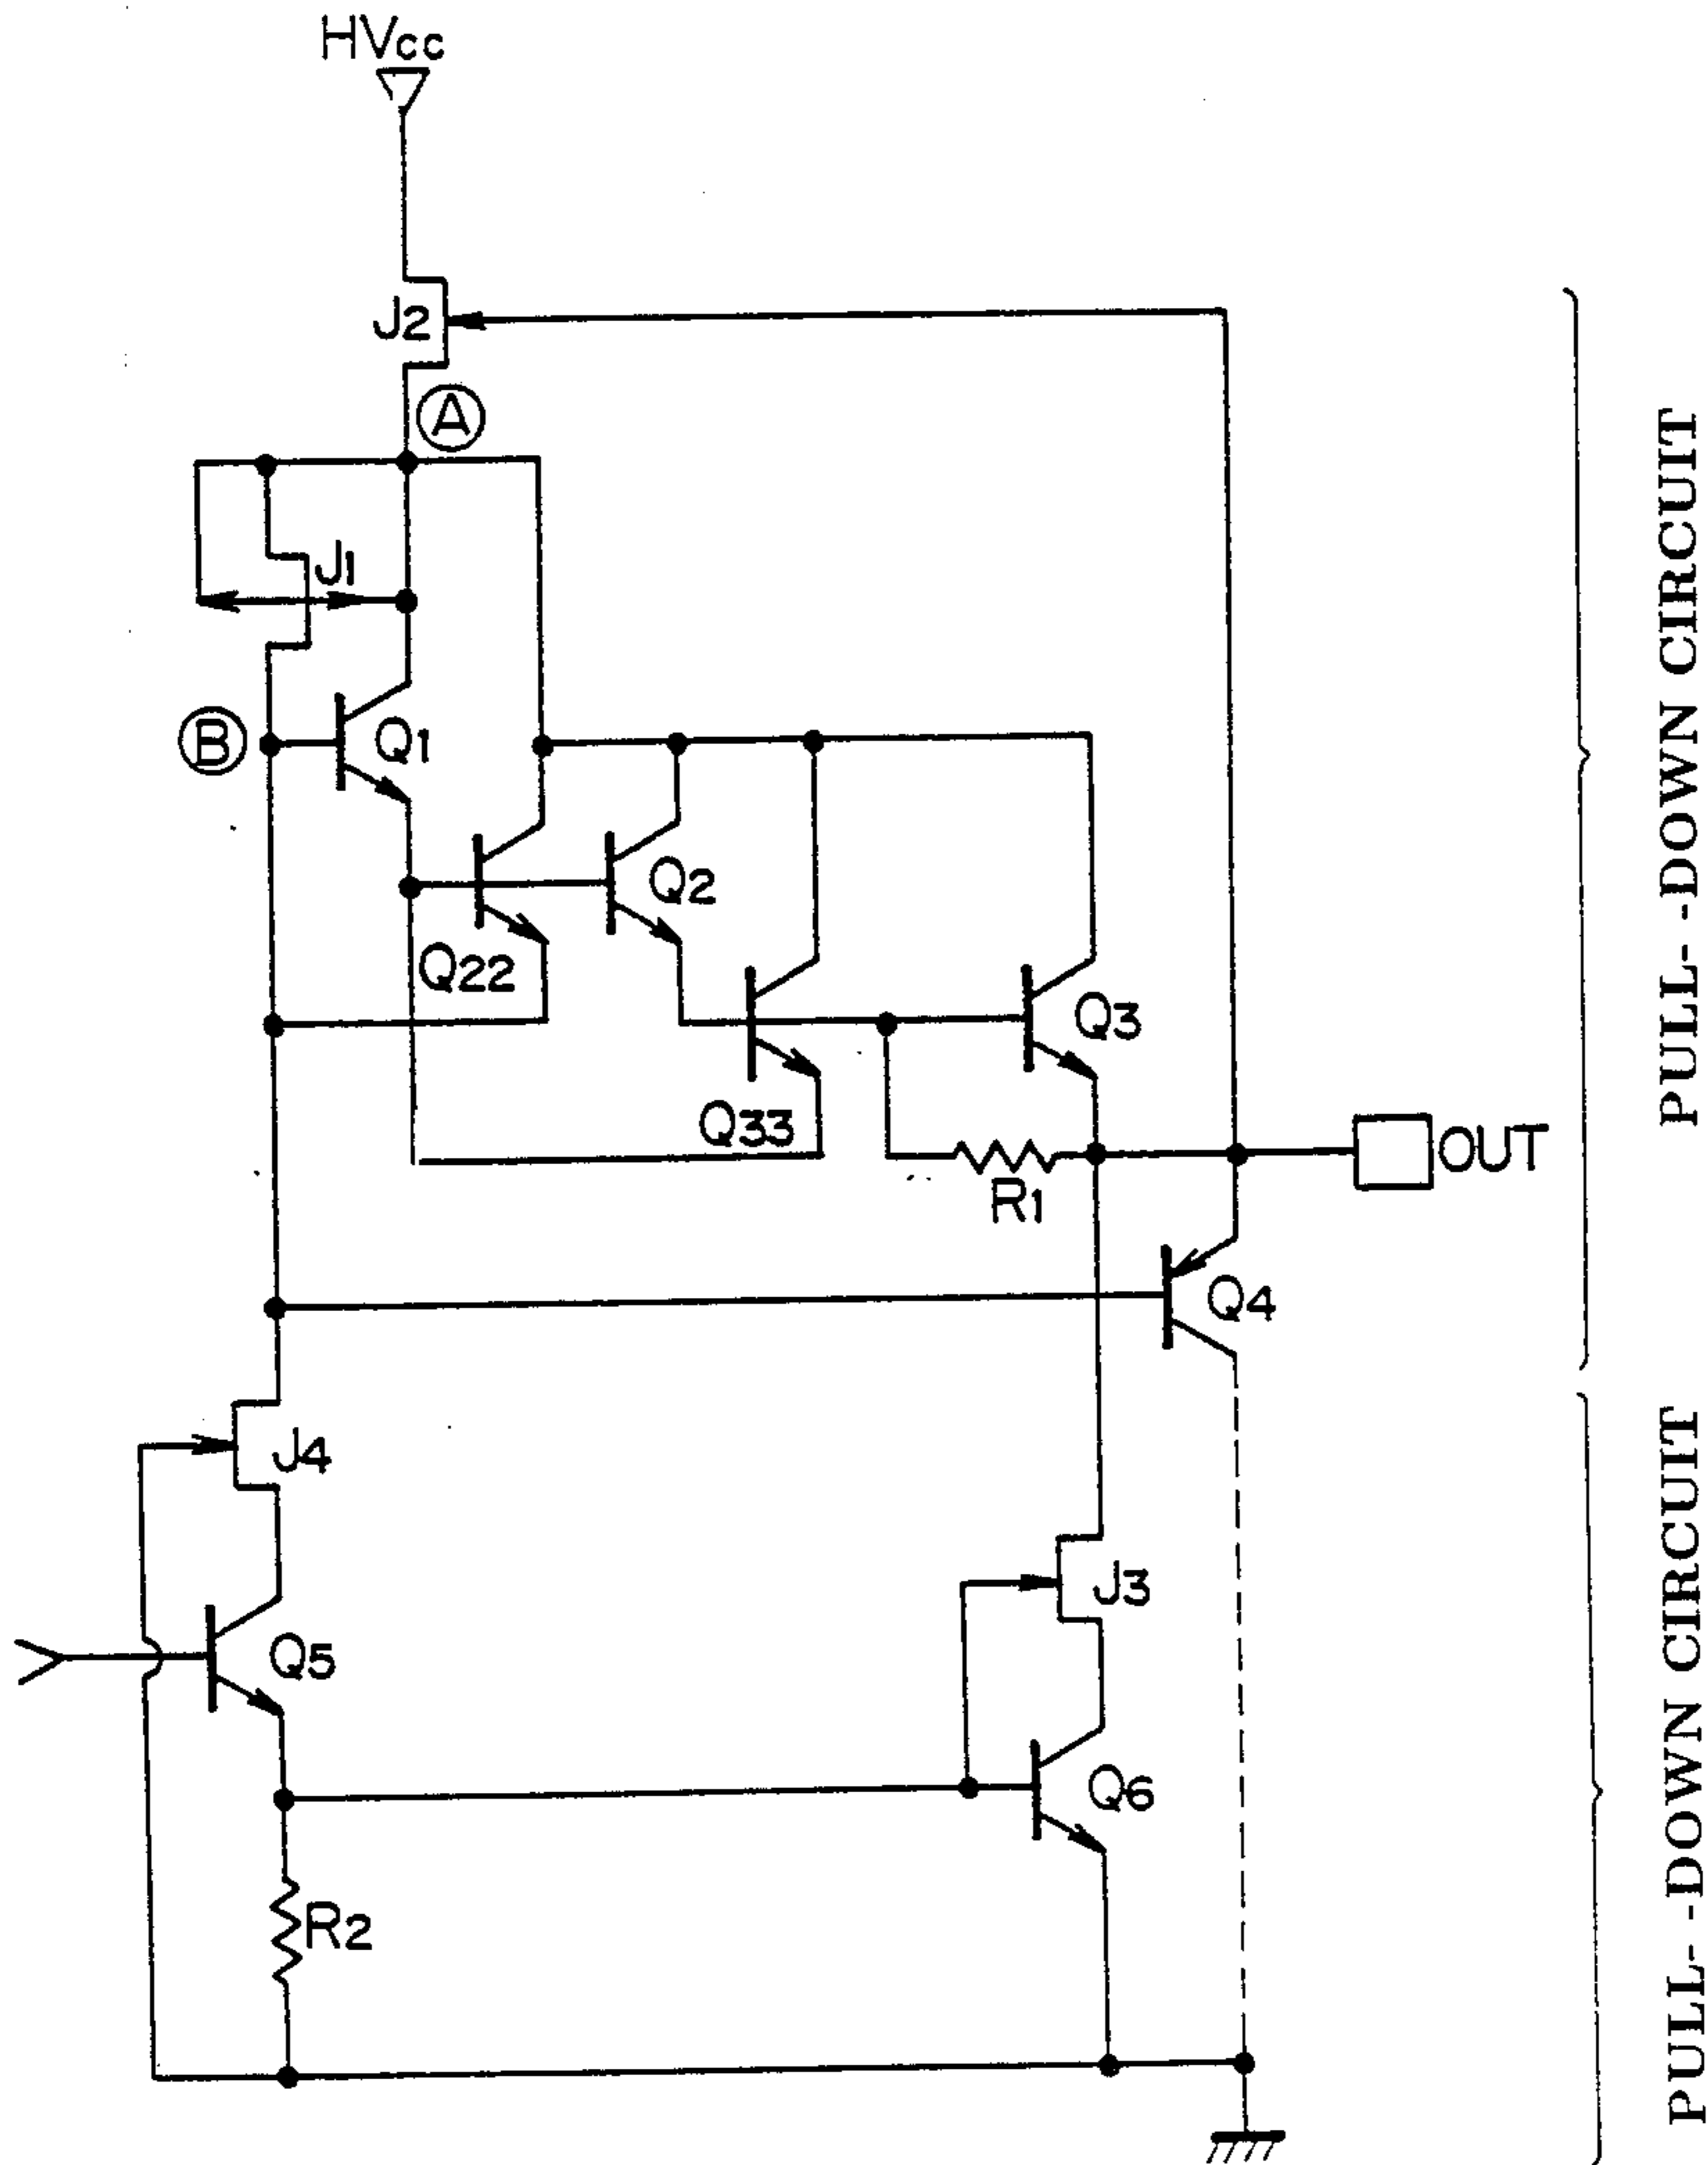 HVcc
J2
A
J1
B
Q1
Q2
Q22
Q3
Q33
R1
OUT
Q4
J4
J3
Q5
Q6
R2
PULL--DOWN CIRCUIT
PULL--DOWN CIRCUIT